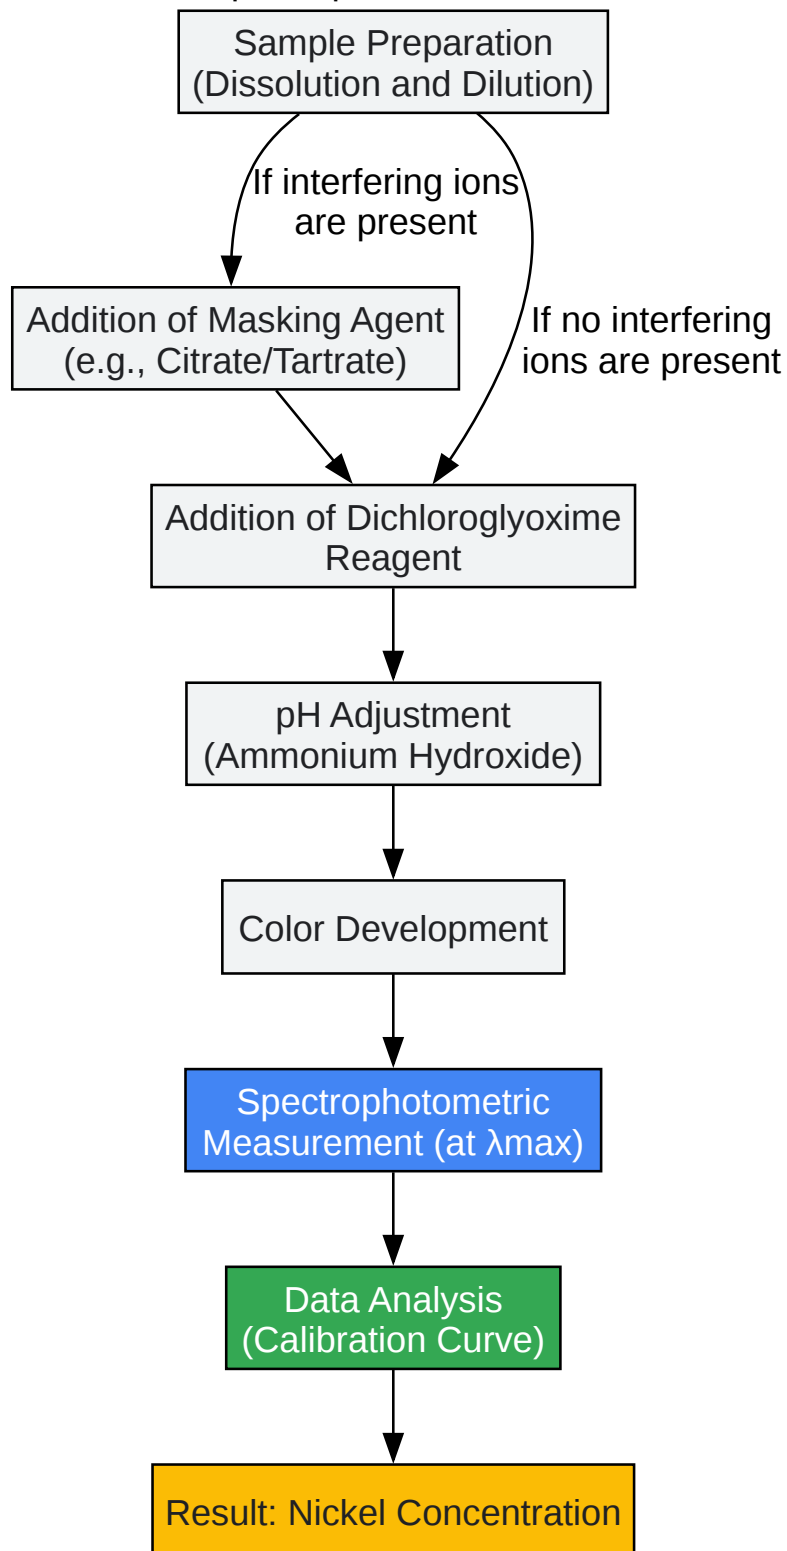 Sample Preparation
(Dissolution and Dilution)
If interfering ions
are present
Addition of Masking Agent
(e.g., Citrate/Tartrate)
If no interfering
ions are present
Addition of Dichloroglyoxime
Reagent
pH Adjustment
(Ammonium Hydroxide)
Color Development
Spectrophotometric
Measurement (at λmax)
Data Analysis
(Calibration Curve)
Result: Nickel Concentration